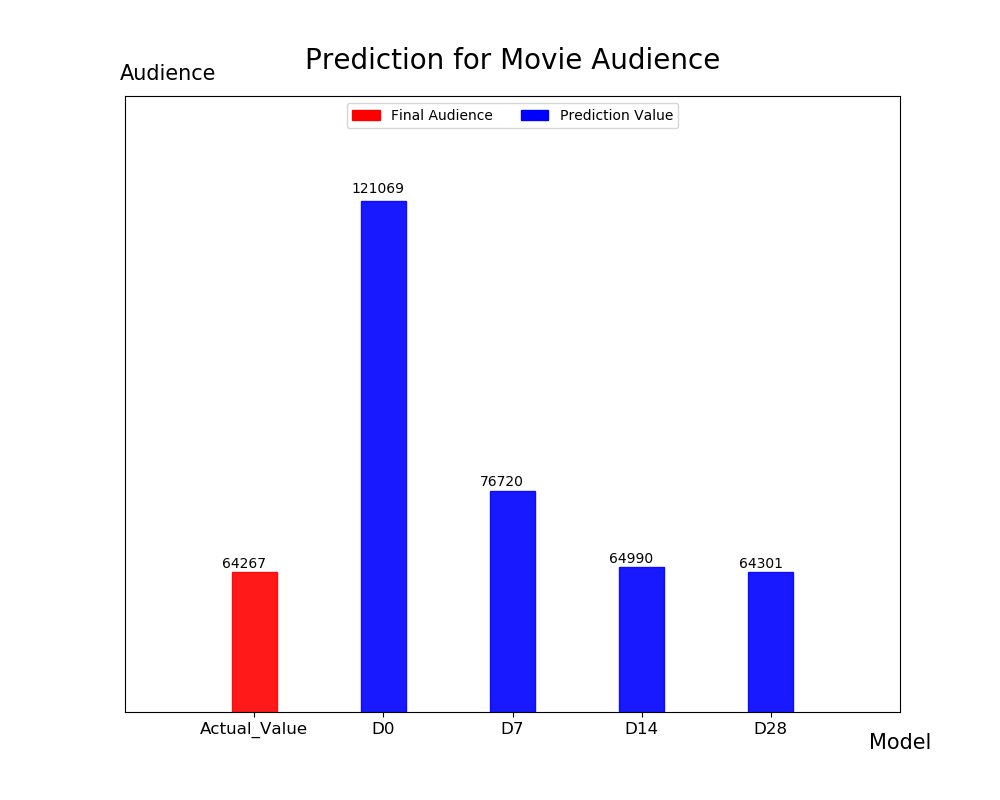 Prediction for Movie Audience
Audience
Final Audience Prediction Value
121069
76720
64267
64990
64301
Actual_Value D0 D7 D14 D28
Model